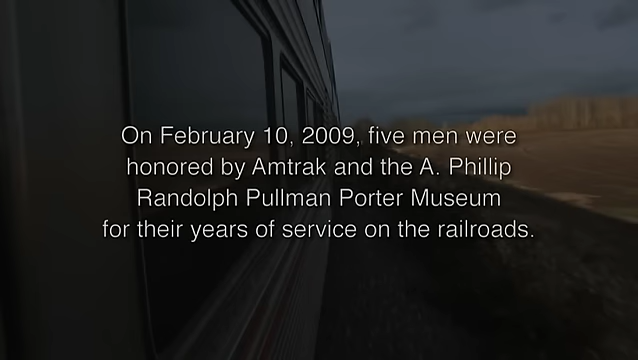 On February 10, 2009, five men were
honored by Amtrak and the A. Phillip
Randolph Pullman Porter Museum
for their years of service on the railroads.